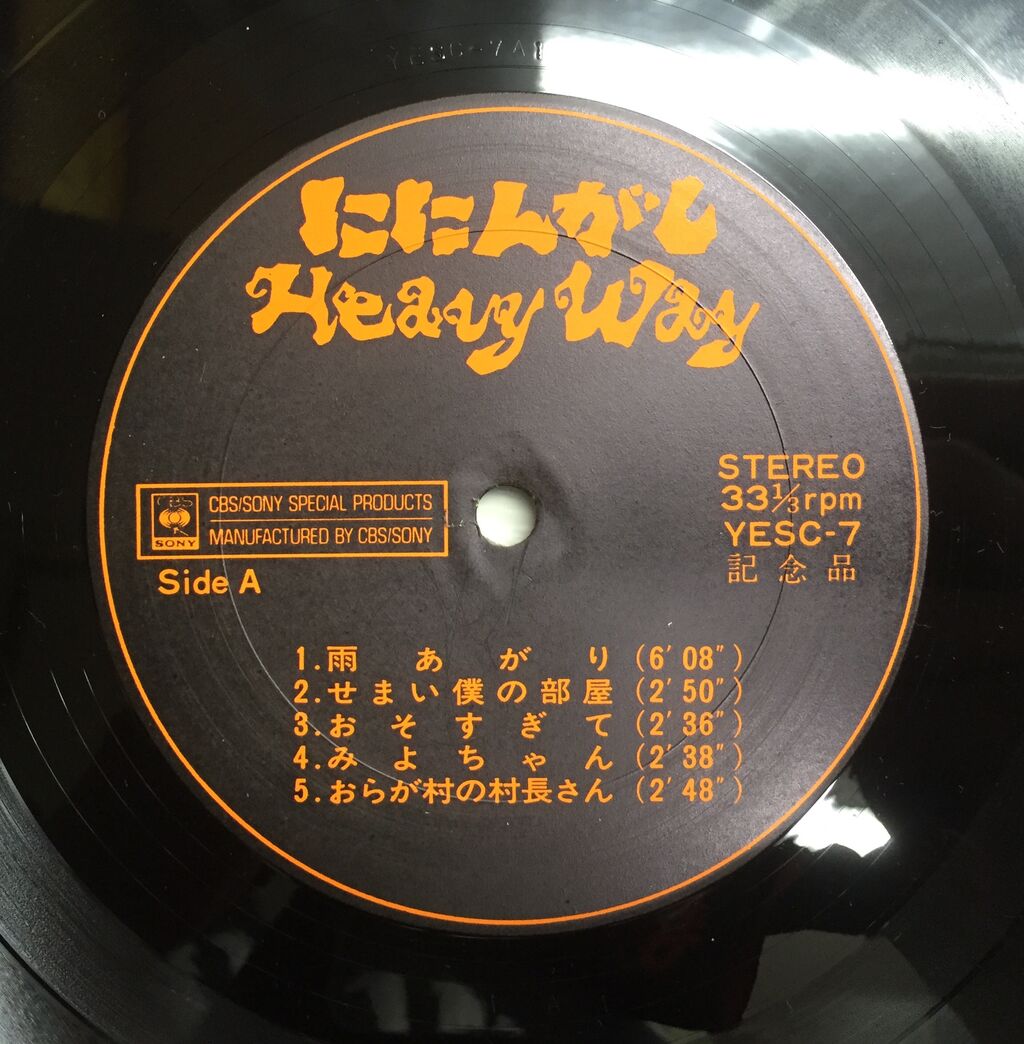 YESC-7A1
ににんがし
Heavy Way
STEREO
33⅓rpm
YESC-7
記念品
CBS
SONY
CBS/SONY SPECIAL PRODUCTS
MANUFACTURED BY CBS/SONY
Side A
1.雨あがり(6'08")
2.せまい僕の部屋(2'50")
3.おそすぎて(2'36")
4.みよちゃん(2'38")
5.おらが村の村長さん(2'48")